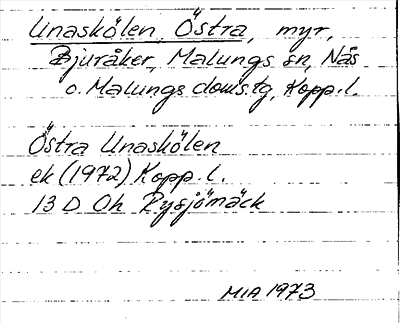 Unaskölen, Östra, myr,
Bjuråker, Malungs sn, Nås
o. Malungs doms.tg, Kopp. l.
Östra Unaskölen
ek (1972) Kopp. l.
13 D Oh Rysjömäck
MIA 1973